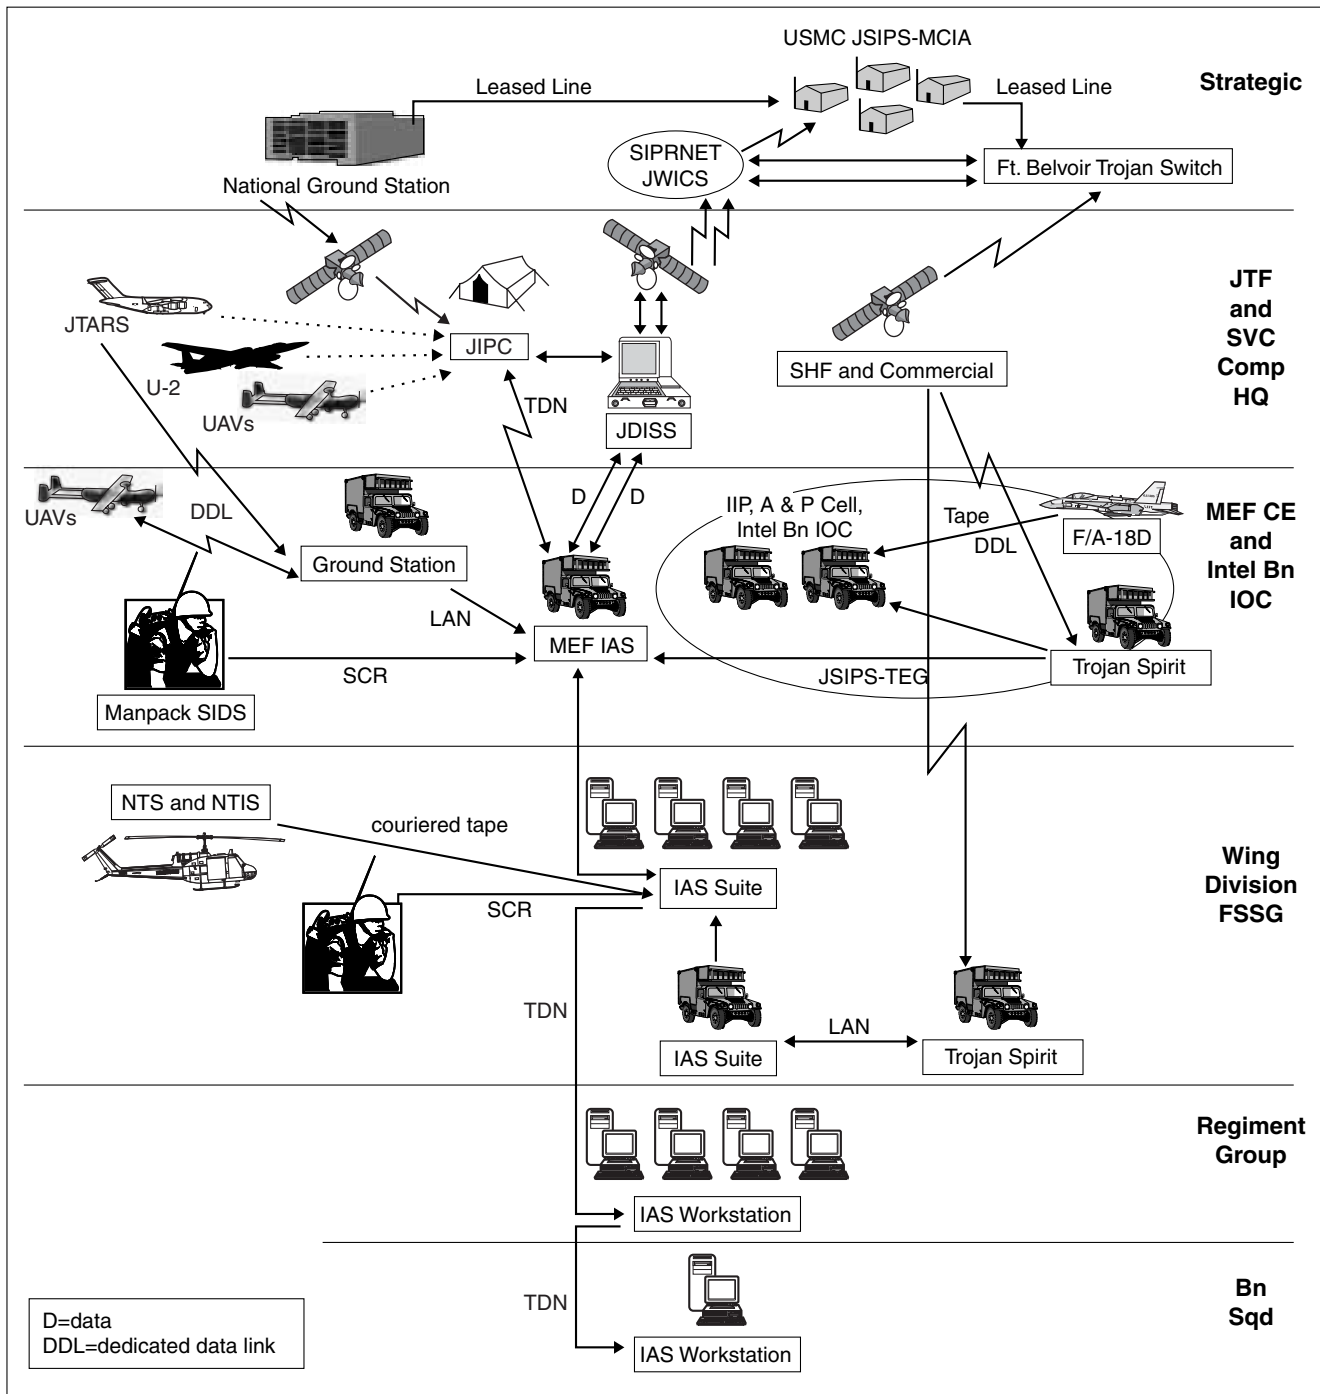 USMC JSIPS-MCIA
Leased Line
Leased Line
Strategic
SIPRNET
JWICS
Ft. Belvoir Trojan Switch
National Ground Station
JTARS
JIPC
U-2
UAVs
TDN
JDISS
SHF and Commercial
JTF
and
SVC
Comp
HQ
UAVs
DDL
Ground Station
LAN
D
D
IIP, A & P Cell,
Intel Bn IOC
Tape
DDL
F/A-18D
MEF CE
and
Intel Bn
IOC
MEF IAS
SCR
JSIPS-TEG
Trojan Spirit
Manpack SIDS
NTS and NTIS
couriered tape
SCR
IAS Suite
Wing
Division
FSSG
TDN
LAN
IAS Suite
Trojan Spirit
Regiment
Group
IAS Workstation
TDN
Bn
Sqd
IAS Workstation
D=data
DDL=dedicated data link